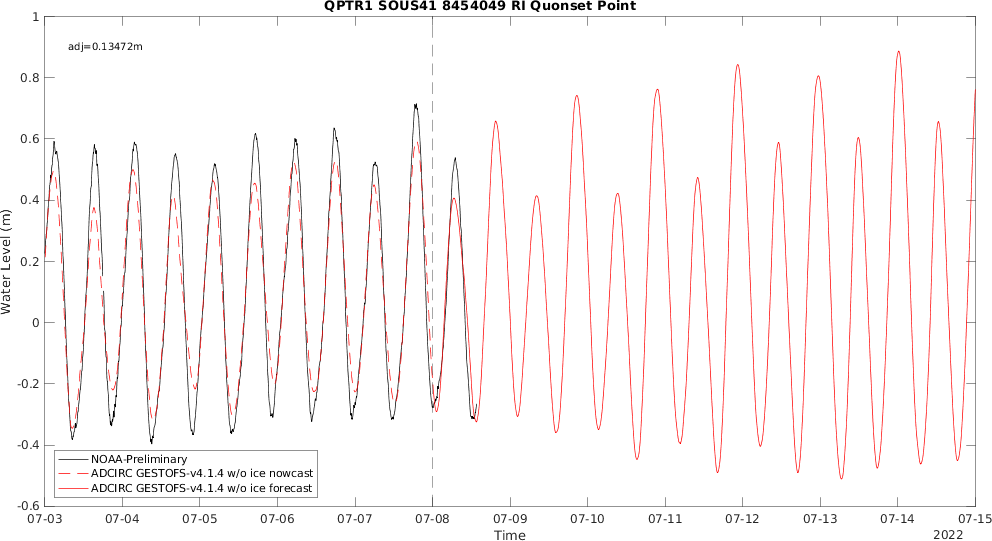 QPTR1 SOUS41 8454049 RI Quonset Point
adj=0.13472m
1
0.8
0.6
0.4
0.2
0
-0.2
-0.4
-0.6
Water Level (m)
NOAA-Preliminary
ADCIRC GESTOFS-v4.1.4 w/o ice nowcast
ADCIRC GESTOFS-v4.1.4 w/o ice forecast
07-03 07-04 07-05 07-06 07-07 07-08 07-09 07-10 07-11 07-12 07-13 07-14 07-15
Time
2022